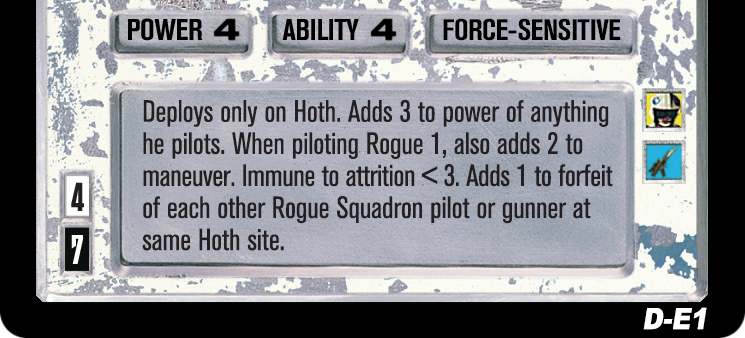 POWER 4 ABILITY 4 FORCE-SENSITIVE
Deploys only on Hoth. Adds 3 to power of anything
he pilots. When piloting Rogue 1, also adds 2 to
maneuver. Immune to attrition < 3. Adds 1 to forfeit
of each other Rogue Squadron pilot or gunner at
same Hoth site.
4
7
D-E1